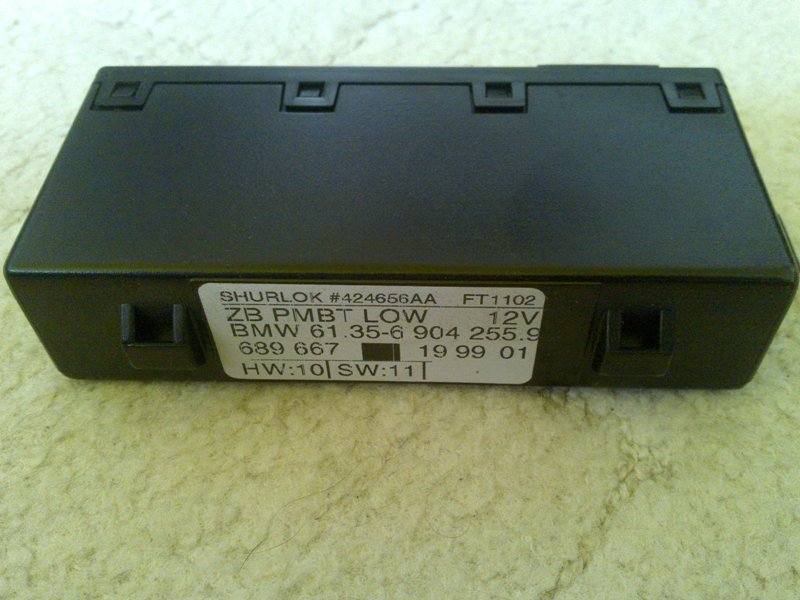 SHURLOK #424656AA FT1102
ZB PMBT LOW 12V
BMW 61.35-6 904 255.9
689 667 19 99 01
HW:10 SW:11